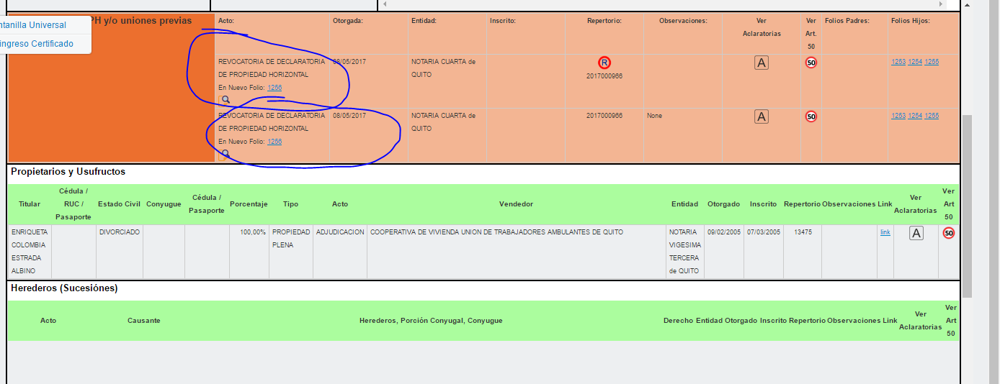 ntanilla Universal
ingreso Certificado
PH y/o uniones previas
Acto: Otorgada: Entidad: Inscrito: Repertorio: Observaciones: Ver Aclaratorias Ver Art. 50 Folios Padres: Folios Hijos:
REVOCATORIA DE DECLARATORIA 08/05/2017 NOTARIA CUARTA de R 1253 1254 1255
DE PROPIEDAD HORIZONTAL QUITO 2017000966 A 50
En Nuevo Folio: 1256
REVOCATORIA DE DECLARATORIA 08/05/2017 NOTARIA CUARTA de 2017000966 None A 50 1253 1254 1255
DE PROPIEDAD HORIZONTAL QUITO
En Nuevo Folio: 1256
Propietarios y Usufructos
Titular Cédula / RUC / Pasaporte Estado Civil Conyugue Cédula / Pasaporte Porcentaje Tipo Acto Vendedor Entidad Otorgado Inscrito Repertorio Observaciones Link Ver Aclaratorias Ver Art 50
ENRIQUETA DIVORCIADO 100,00% PROPIEDAD ADJUDICACION COOPERATIVA DE VIVIENDA UNION DE TRABAJADORES AMBULANTES DE QUITO NOTARIA 09/02/2005 07/03/2005 13475 link A 50
COLOMBIA PLENA VIGESIMA
ESTRADA TERCERA
ALBINO de QUITO
Herederos (Sucesiónes)
Acto Causante Herederos, Porción Conyugal, Conyugue Derecho Entidad Otorgado Inscrito Repertorio Observaciones Link Ver Aclaratorias Ver Art 50